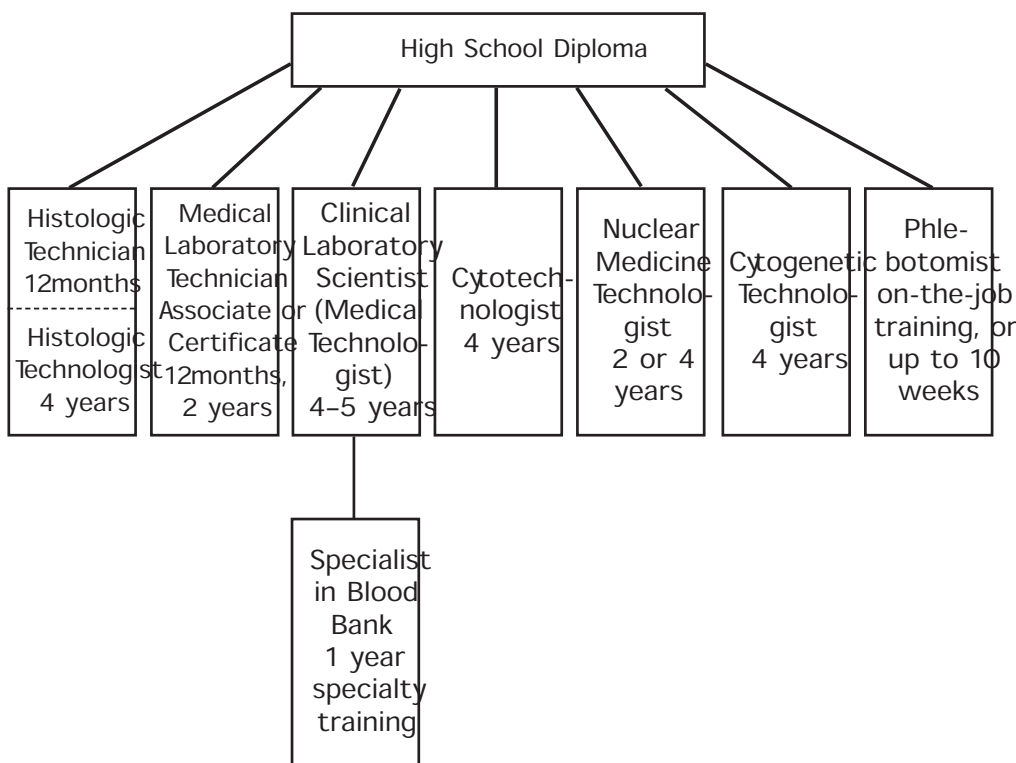 High School Diploma
Histologic
Technician
12months
Histologic
Technologist
4 years
Medical
Laboratory
Technician
Associate or
Certificate
12months,
2 years
Clinical
Laboratory
Scientist
(Medical
Technolo-
gist)
4–5 years
Cytotech-
nologist
4 years
Nuclear
Medicine
Technolo-
gist
2 or 4
years
Cytogenetic
Technolo-
gist
4 years
Phle-
botomist
on-the-job
training, or
up to 10
weeks
Specialist
in Blood
Bank
1 year
specialty
training